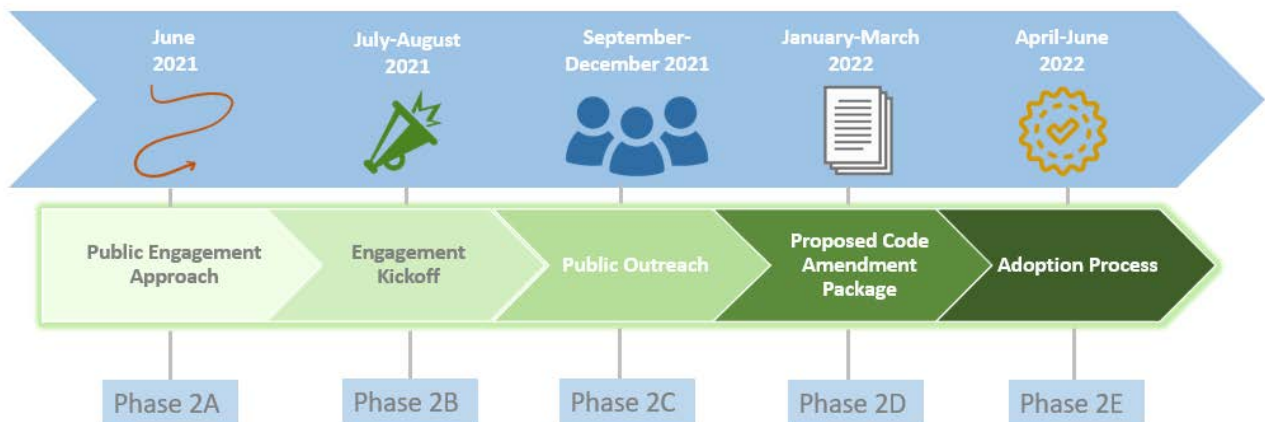 June
2021
July-August
2021
September-
December 2021
January-March
2022
April-June
2022
Public Engagement
Approach
Engagement
Kickoff
Public Outreach
Proposed Code
Amendment
Package
Adoption Process
Phase 2A
Phase 2B
Phase 2C
Phase 2D
Phase 2E